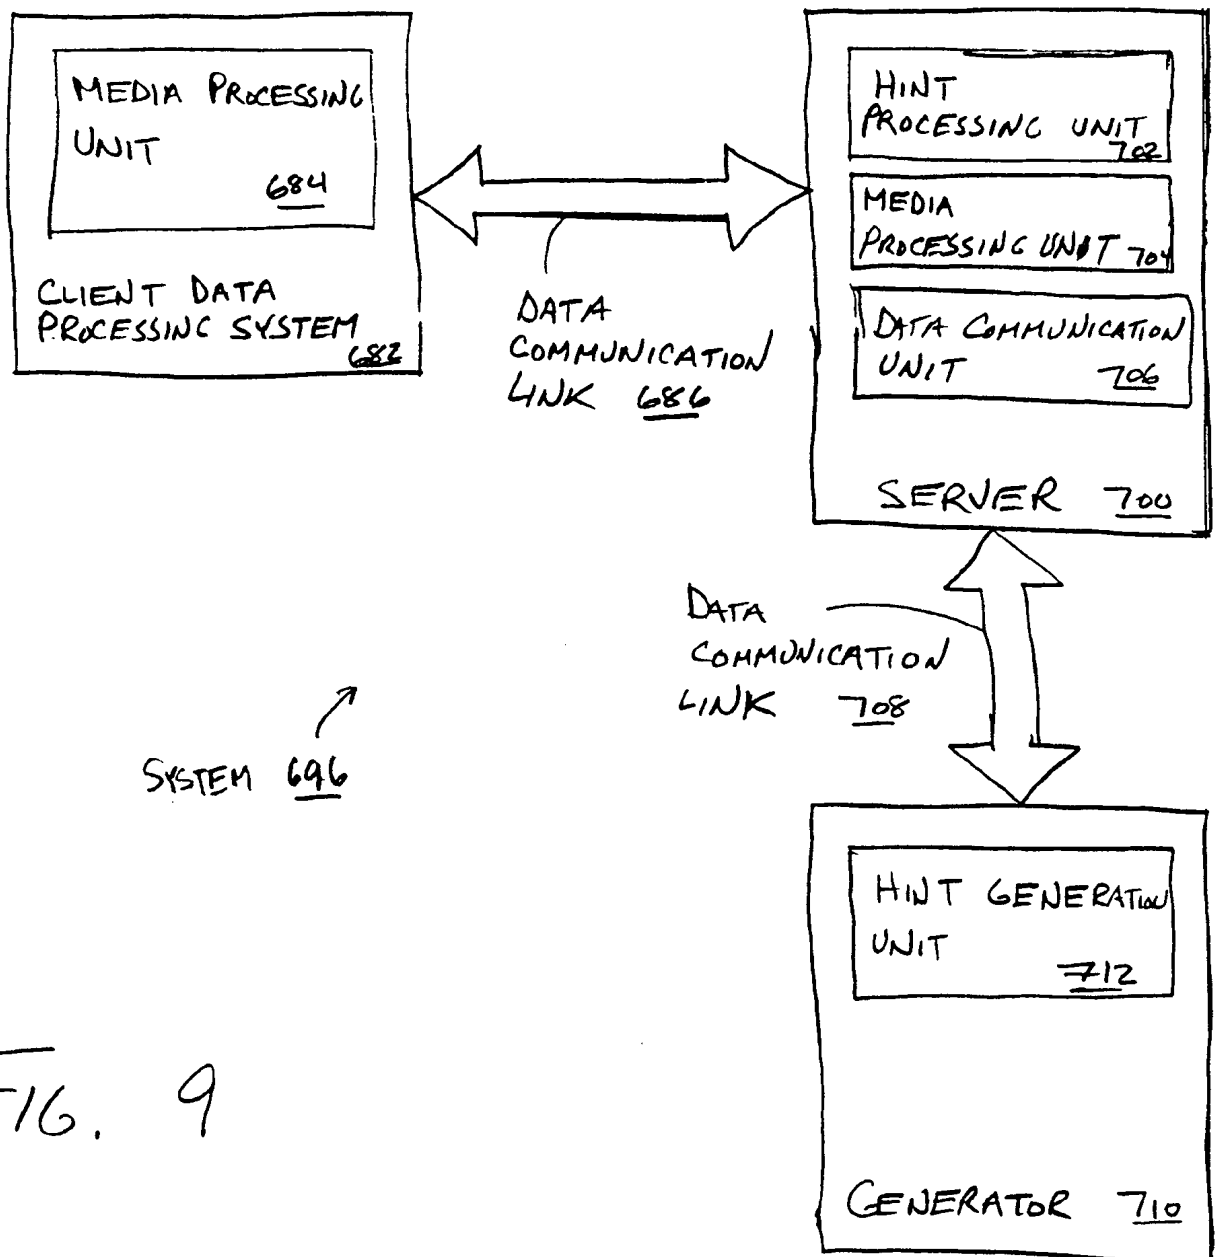 MEDIA PROCESSING
UNIT
684
CLIENT DATA
PROCESSING SYSTEM
682
DATA
COMMUNICATION
LINK 686
HINT
PROCESSING UNIT
702
MEDIA
PROCESSING UNIT 704
DATA COMMUNICATION
UNIT 706
SERVER 700
DATA
COMMUNICATION
LINK 708
SYSTEM 696
HINT GENERATION
UNIT
712
GENERATOR 710
FIG. 9